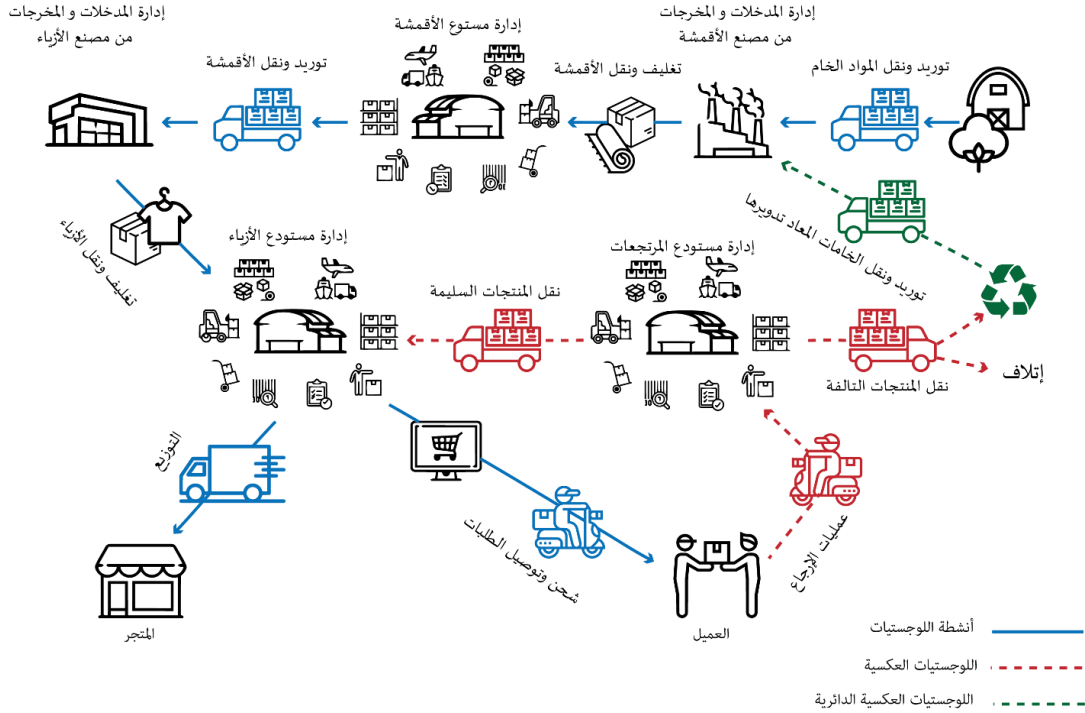 إدارة المدخلات و المخرجات
من مصنع الأقمشة
إدارة مستوع الأقمشة
إدارة المدخلات و المخرجات
من مصنع الأزباء
توريد ونقل المواد الخام
تغليف ونقل الأقمشة
توريد ونقل الأقمشة
توريد ونقل الخامات المعاد تدويرها
تغليف ونقل الأزباء
إدارة مستودع المرتجعات
إدارة مستودع الأزباء
نقل المنتجات السليمة
إتلاف
نقل المنتجات التالفة
التوزيع
شحن وتوصيل الطلبات
عمليات الإرجاع
العميل
المتجر
أنشطة اللوجستيات
اللوجستيات العكسية
اللوجستيات العكسية الدائرية